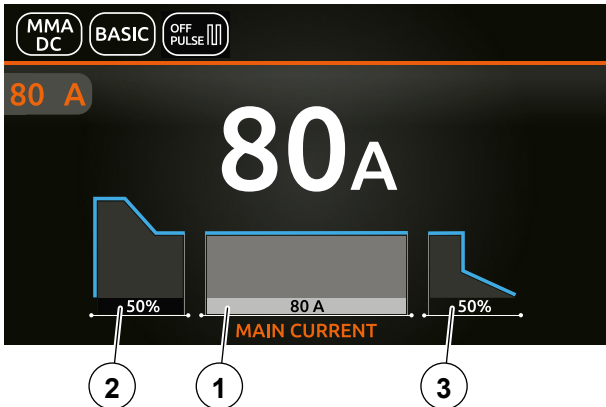 MMA
DC
BASIC
OFF
PULSE
80 A
80A
50%
80 A
50%
MAIN CURRENT
2
1
3